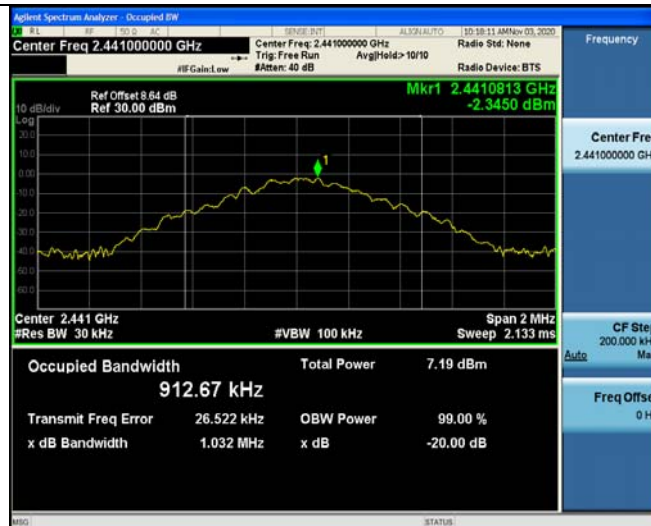 Agilent Spectrum Analyzer - Occupied BW
RL RF 50 Ω AC SENSE:INT ALIGN AUTO 10:18:11 AM Nov 03, 2020
Center Freq 2.441000000 GHz
Center Freq: 2.441000000 GHz
Radio Std: None
Trig: Free Run Avg|Hold:> 10/10
#IFGain:Low #Atten: 40 dB Radio Device: BTS
Ref Offset 8.64 dB
10 dB/div Ref 30.00 dBm
Mkr1 2.4410813 GHz
-2.3450 dBm
Log
20.0
10.0
0.00
-10.0
-20.0
-30.0
-40.0
-50.0
-60.0
1
Center 2.441 GHz Span 2 MHz
#Res BW 30 kHz #VBW 100 kHz Sweep 2.133 ms
Occupied Bandwidth Total Power 7.19 dBm
912.67 kHz
Transmit Freq Error 26.522 kHz OBW Power 99.00 %
x dB Bandwidth 1.032 MHz x dB -20.00 dB
MSG STATUS
Frequency
Center Fre
2.441000000 GH
CF Ste
200.000 kH
Auto Ma
Freq Offse
0 H